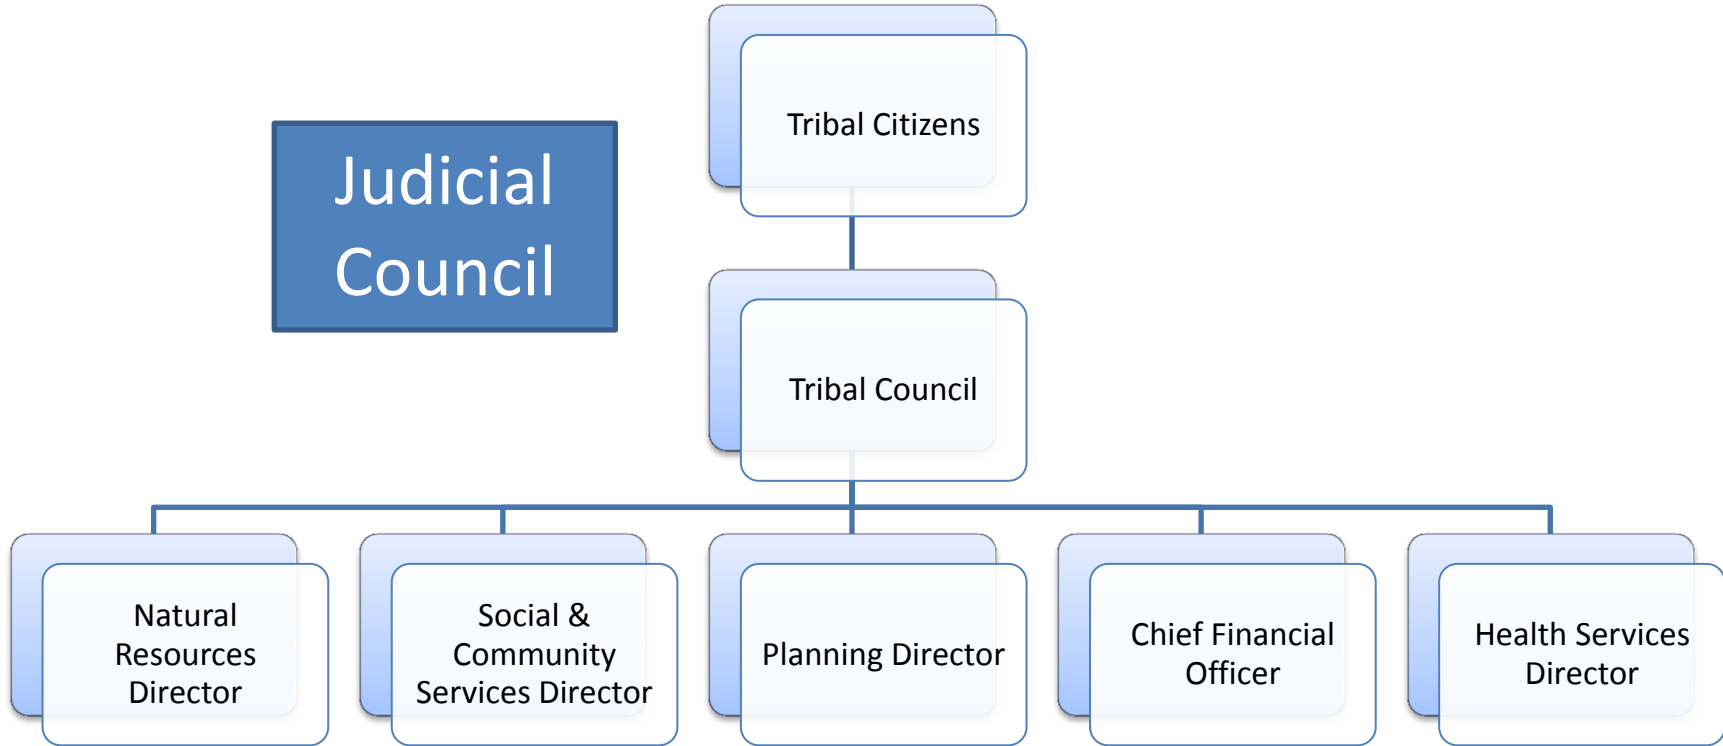 Tribal Citizens
Judicial
Council
Tribal Council
Natural
Resources
Director
Social &
Community
Services Director
Planning Director
Chief Financial
Officer
Health Services
Director